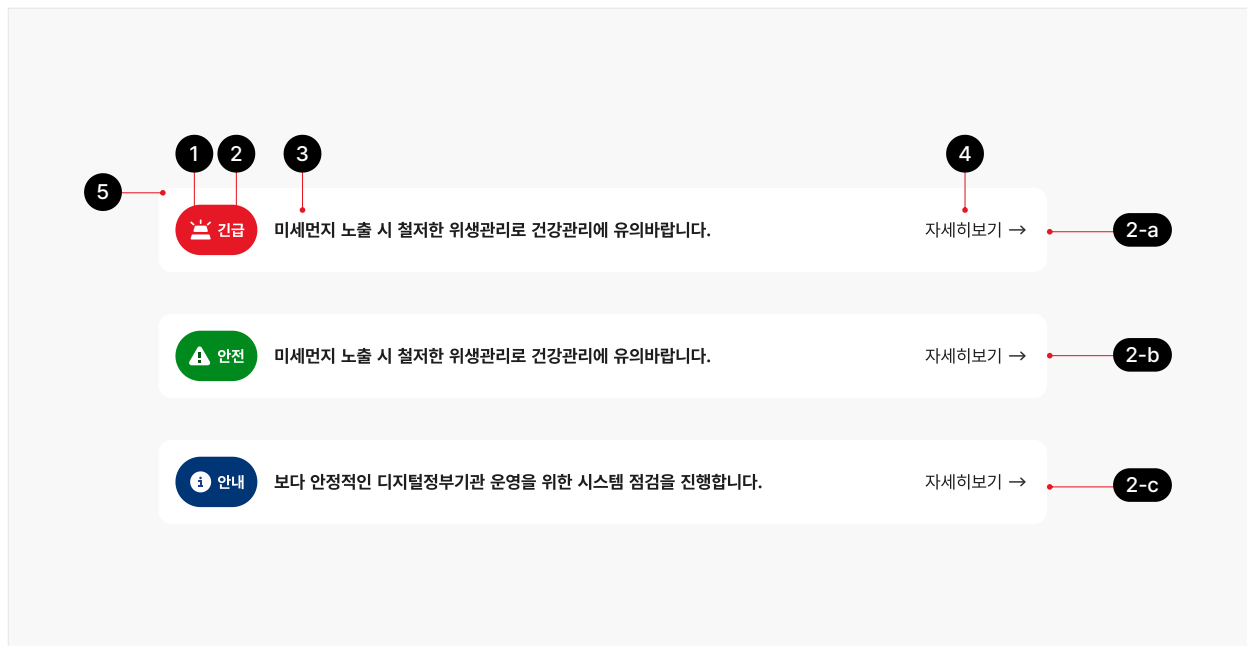 1 2 3 4
5
긴급 미세먼지 노출 시 철저한 위생관리로 건강관리에 유의바랍니다. 자세히보기 → 2-a
안전 미세먼지 노출 시 철저한 위생관리로 건강관리에 유의바랍니다. 자세히보기 → 2-b
안내 보다 안정적인 디지털정부기관 운영을 위한 시스템 점검을 진행합니다. 자세히보기 → 2-c